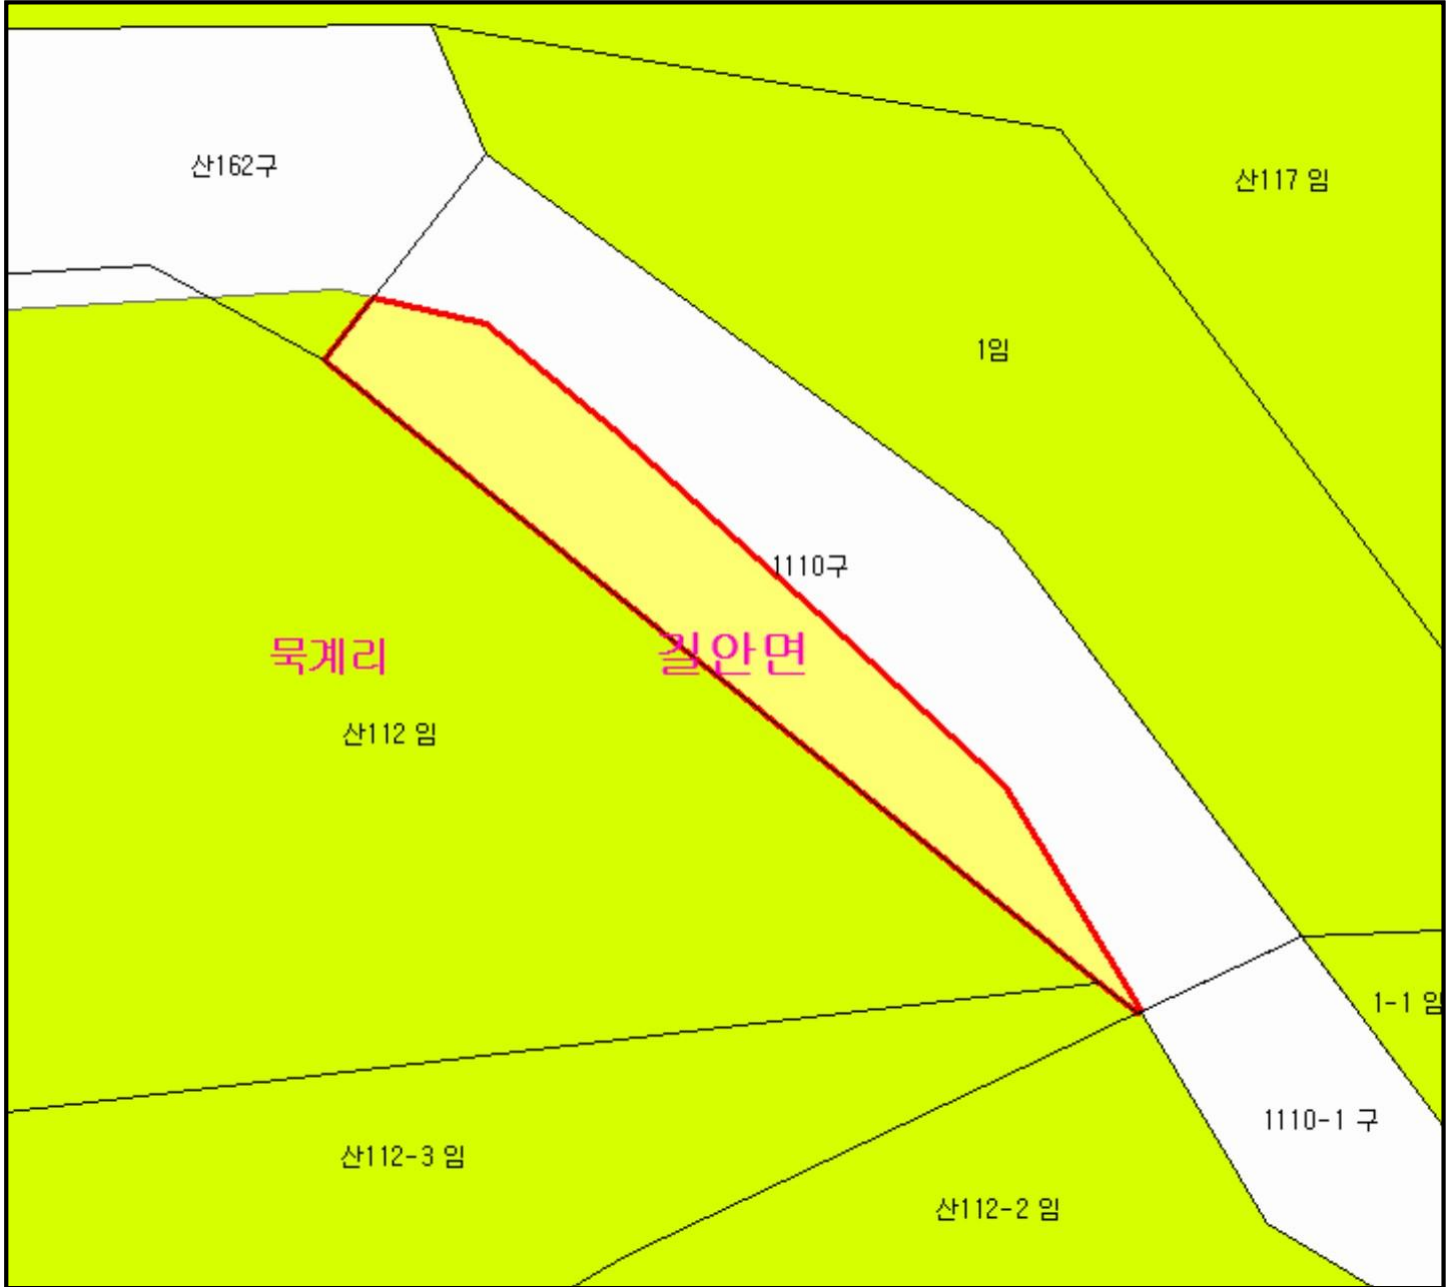 산162구
산117 임
1임
1110구
묵계리
길안면
산112 임
1-1 임
1110-1 구
산112-3 임
산112-2 임